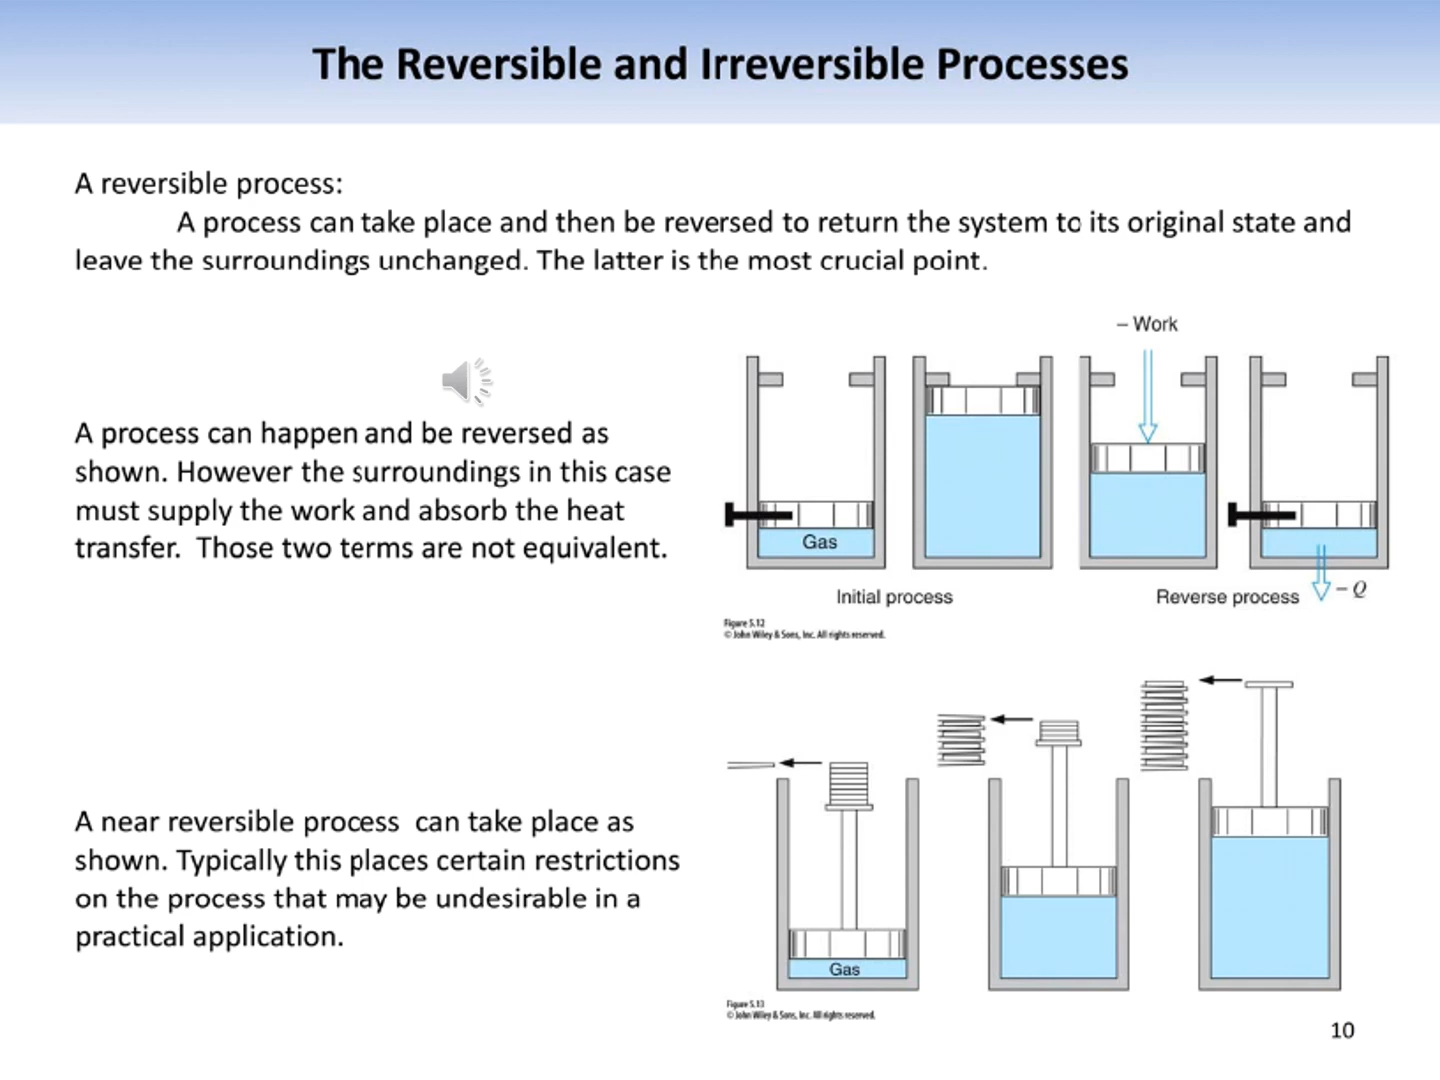 The Reversible and Irreversible Processes
A reversible process:
A process can take place and then be reversed to return the system to its original state and
leave the surroundings unchanged. The latter is the most crucial point.
A process can happen and be reversed as
shown. However the surroundings in this case
must supply the work and absorb the heat
transfer. Those two terms are not equivalent.
– Work
Gas
Initial process
Reverse process
– Q
Figure 5.12
© John Wiley & Sons, Inc. All rights reserved.
A near reversible process can take place as
shown. Typically this places certain restrictions
on the process that may be undesirable in a
practical application.
Gas
Figure 5.13
© John Wiley & Sons, Inc. All rights reserved.
10